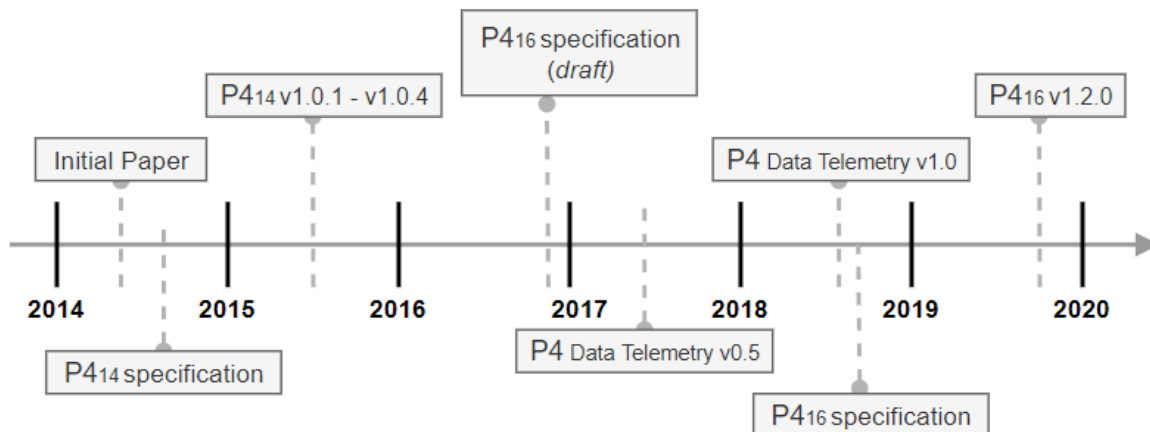 P416 specification
(draft)
P414 v1.0.1 - v1.0.4
P416 v1.2.0
Initial Paper
P4 Data Telemetry v1.0
2014
2015
2016
2017
2018
2019
2020
P4 Data Telemetry v0.5
P414 specification
P416 specification